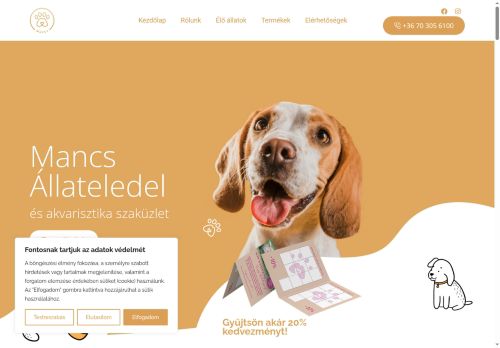 Kezdőlap Rólunk Élő állatok Termékek Elérhetőségek
+36 70 305 6100
Mancs
Állateledel
és akvarisztika szaküzlet
Fontosnak tartjuk az adatok védelmét
A böngészési élmény fokozása, a személyre szabott
hirdetések vagy tartalmak megjelenítése, valamint a
forgalom elemzése érdekében sütiket (cookie) használunk.
Az "Elfogadom" gombra kattintva hozzájárulhat a sütik
használatához.
Testreszabás Elutasítom Elfogadom
Gyűjtsön akár 20%
kedvezményt!